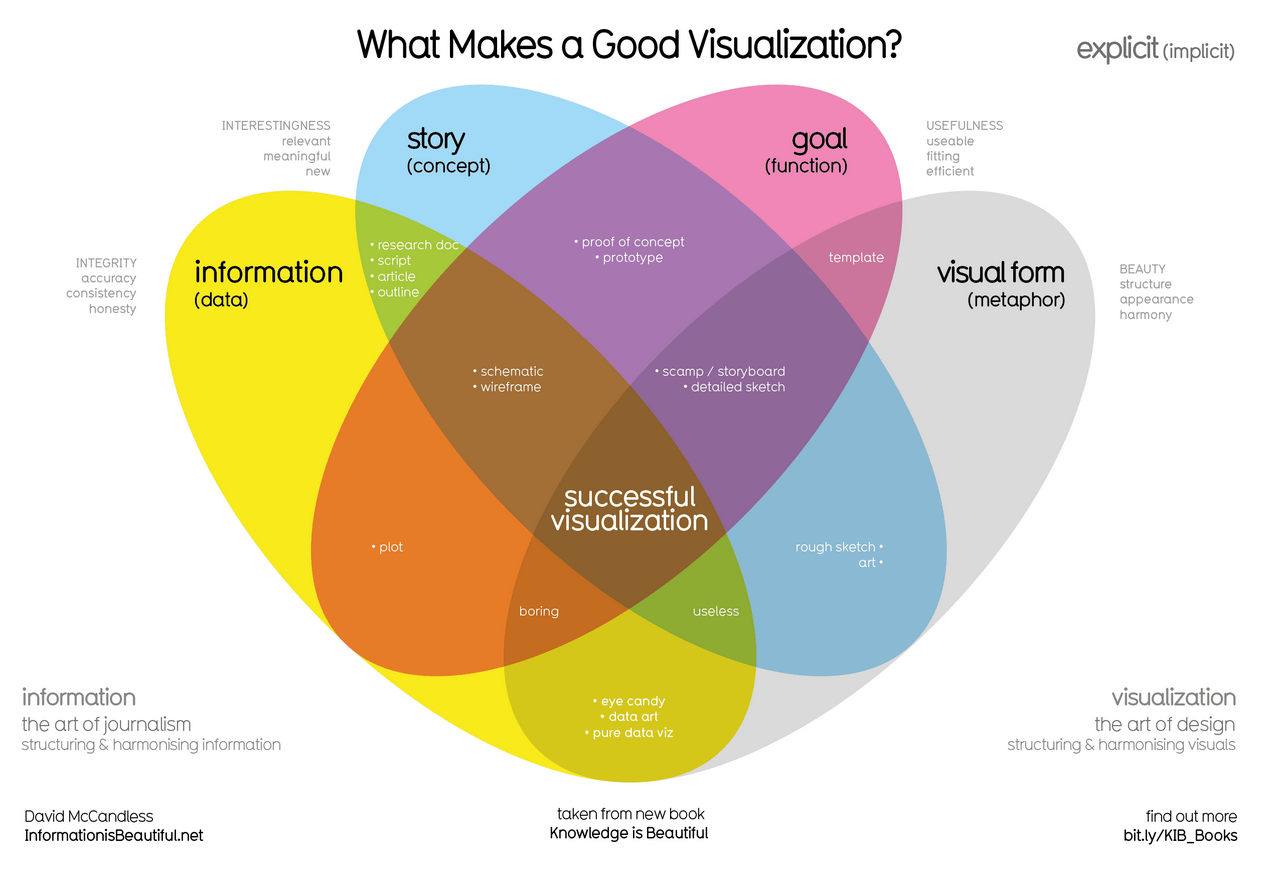 What Makes a Good Visualization?
explicit (implicit)
INTERESTINGNESS
relevant
meaningful
new
story
(concept)
goal
(function)
USEFULNESS
useable
fitting
efficient
INTEGRITY
accuracy
consistency
honesty
information
(data)
• research doc
• script
• article
• outline
• proof of concept
• prototype
template
visual form
(metaphor)
BEAUTY
structure
appearance
harmony
• schematic
• wireframe
• scamp / storyboard
• detailed sketch
successful
visualization
• plot
rough sketch •
art •
boring
useless
• eye candy
• data art
• pure data viz
information
the art of journalism
structuring & harmonising information
visualization
the art of design
structuring & harmonising visuals
David McCandless
InformationisBeautiful.net
taken from new book
Knowledge is Beautiful
find out more
bit.ly/KIB_Books